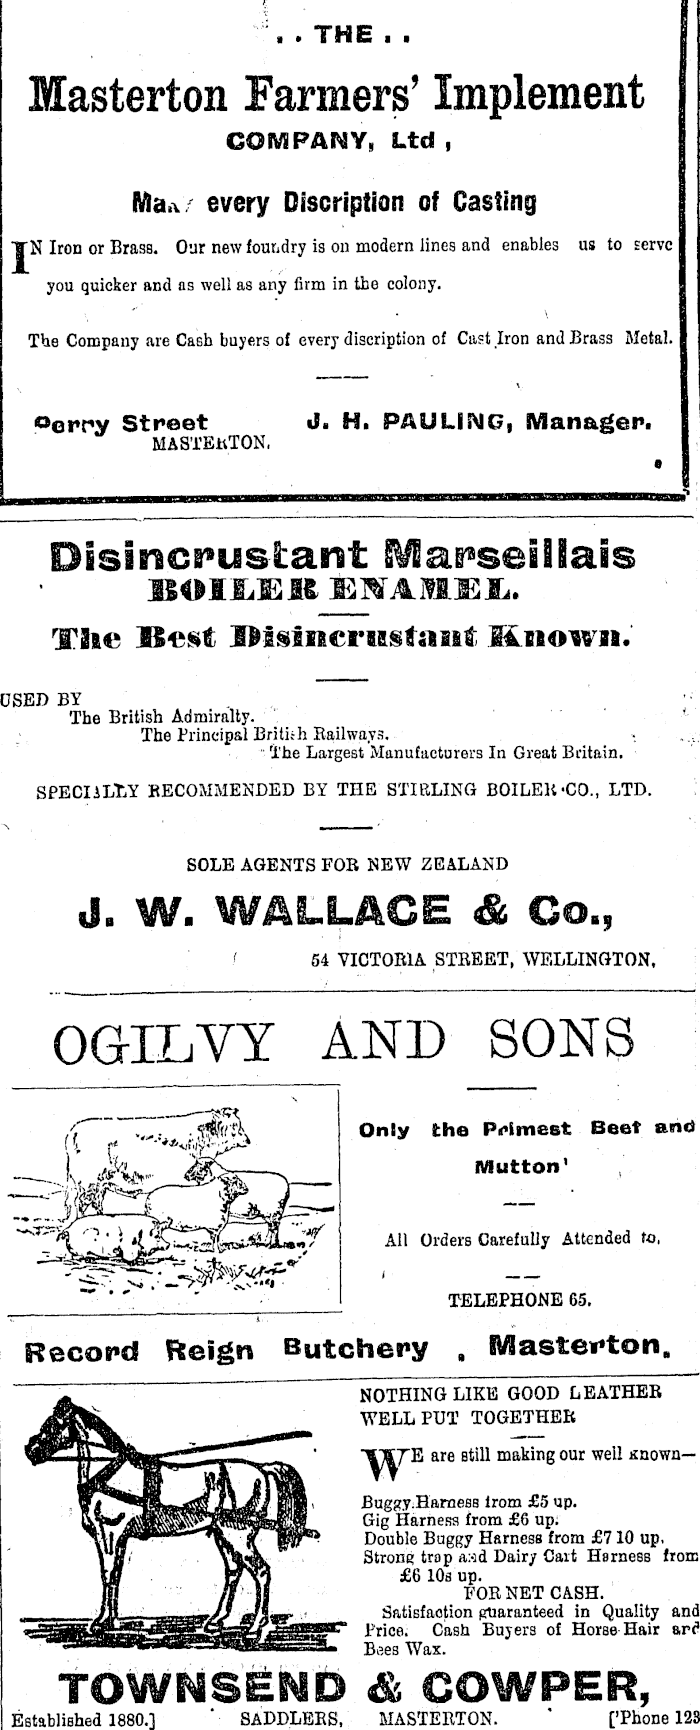 . . THE . .
Masterton Farmers' Implement
COMPANY, Ltd ,
every Discription of Casting
IN Iron or Brass. Our new foundry is on modern lines and enables us to serve
you quicker and as well as any firm in the colony.
The Company are Cash buyers of every discription of Cast Iron and Brass Metal.
Perry Street J. H. PAULING, Manager.
MASTERTON.
Disincrustant Marseillais
BOILER ENAMEL.
The Best Disincrustant Known.
USED BY
The British Admiralty.
The Principal British Railways.
The Largest Manufacturers In Great Britain.
SPECIALLY RECOMMENDED BY THE STIRLING BOILER CO., LTD.
SOLE AGENTS FOR NEW ZEALAND
J. W. WALLACE & Co.,
54 VICTORIA STREET, WELLINGTON,
OGILVY AND SONS
Only the Primest Beef and
Mutton'
All Orders Carefully Attended to,
TELEPHONE 65.
Record Reign Butchery , Masterton.
NOTHING LIKE GOOD LEATHER
WELL PUT TOGETHER
WE are still making our well known—
Buggy Harness from £5 up.
Gig Harness from £6 up.
Double Buggy Harness from £7 10 up,
Strong trap and Dairy Cart Harness from
£6 10s up.
FOR NET CASH.
Satisfaction guaranteed in Quality and
Price. Cash Buyers of Horse Hair and
Bees Wax.
TOWNSEND & COWPER,
Established 1880.] SADDLERS, MASTERTON. ['Phone 123